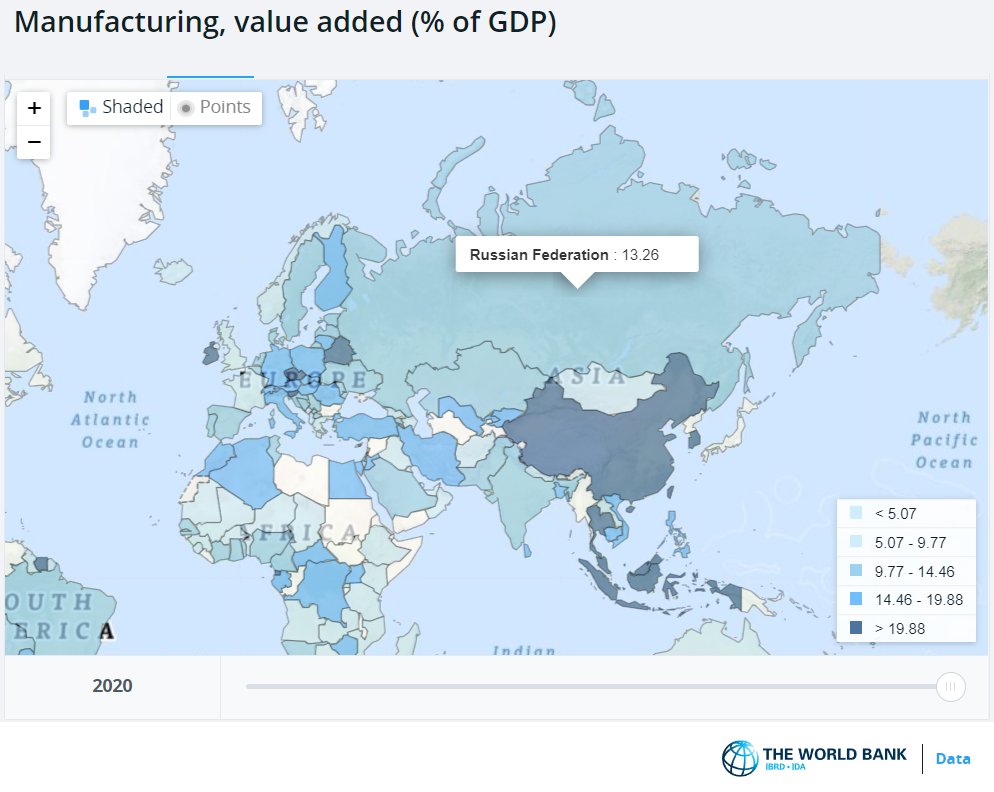 Manufacturing, value added (% of GDP)
+
−
Shaded
Points
Russian Federation : 13.26
EUROPE
ASIA
North
Atlantic
Ocean
North
Pacific
Ocean
AFRICA
OUTH
ERICA
Indian
< 5.07
5.07 - 9.77
9.77 - 14.46
14.46 - 19.88
> 19.88
2020
THE WORLD BANK
IBRD • IDA
Data